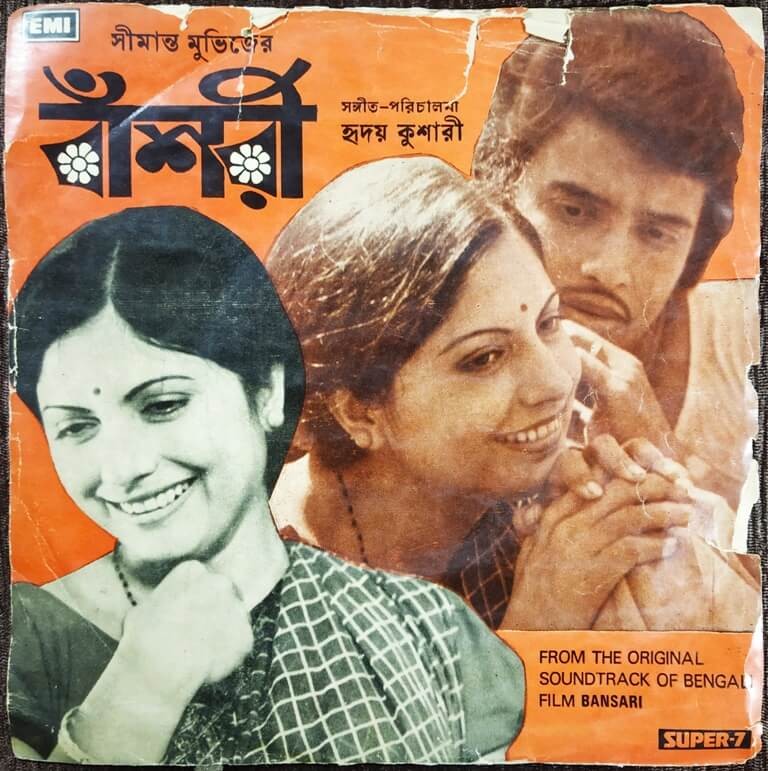 EMI
সীমান্ত মুভিজের
বাঁশরী
সঙ্গীত-পরিচালনা
হৃদয় কুশারী
FROM THE ORIGINAL
SOUNDTRACK OF BENGALI
FILM BANSARI
SUPER-7